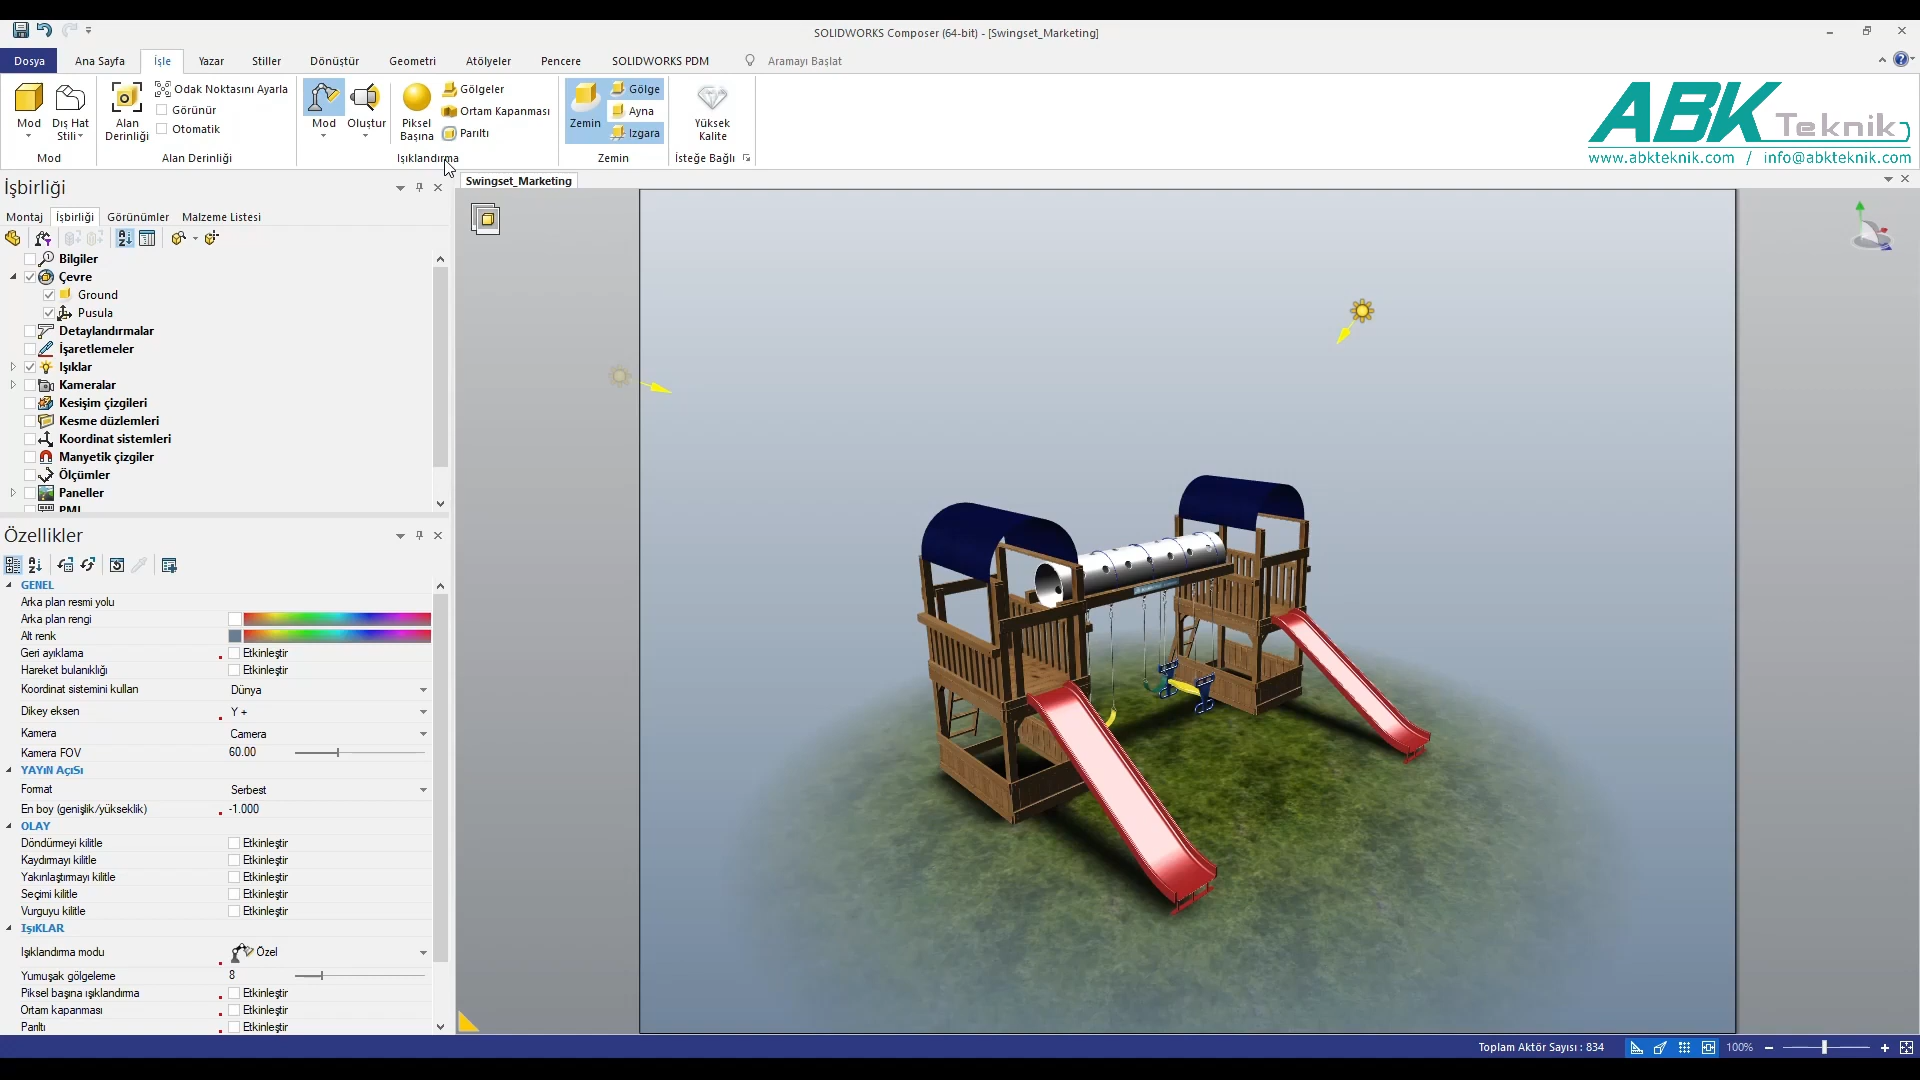 SOLIDWORKS Composer (64-bit) - [Swingset_Marketing]
Dosya Ana Sayfa İşle Yazar Stiller Dönüştür Geometri Atölyeler Pencere SOLIDWORKS PDM Aramayı Başlat
Mod
Dış Hat Stili
Mod
Alan Derinliği
Odak Noktasını Ayarla
Görünür
Otomatik
Alan Derinliği
Mod
Oluştur
Piksel Başına
Gölgeler
Ortam Kapanması
Parıltı
Işıklandırma
Zemin
Gölge
Ayna
Izgara
Zemin
Yüksek Kalite
İsteğe Bağlı
ABK Teknik
www.abkteknik.com / info@abkteknik.com
İşbirliği
Swingset_Marketing
Montaj İşbirliği Görünümler Malzeme Listesi
Bilgiler
Çevre
Ground
Pusula
Detaylandırmalar
İşaretlemeler
Işıklar
Kameralar
Kesişim çizgileri
Kesme düzlemleri
Koordinat sistemleri
Manyetik çizgiler
Ölçümler
Paneller
PMI
Özellikler
GENEL
Arka plan resmi yolu
Arka plan rengi
Alt renk
Geri ayıklama Etkinleştir
Hareket bulanıklığı Etkinleştir
Koordinat sistemini kullan Dünya
Dikey eksen Y +
Kamera Camera
Kamera FOV 60.00
YAYıN AçıSı
Format Serbest
En boy (genişlik/yükseklik) -1.000
OLAY
Döndürmeyi kilitle Etkinleştir
Kaydırmayı kilitle Etkinleştir
Yakınlaştırmayı kilitle Etkinleştir
Seçimi kilitle Etkinleştir
Vurguyu kilitle Etkinleştir
IşıKLAR
Işıklandırma modu Özel
Yumuşak gölgeleme 8
Piksel başına ışıklandırma Etkinleştir
Ortam kapanması Etkinleştir
Parıltı Etkinleştir
Toplam Aktör Sayısı : 834 100%